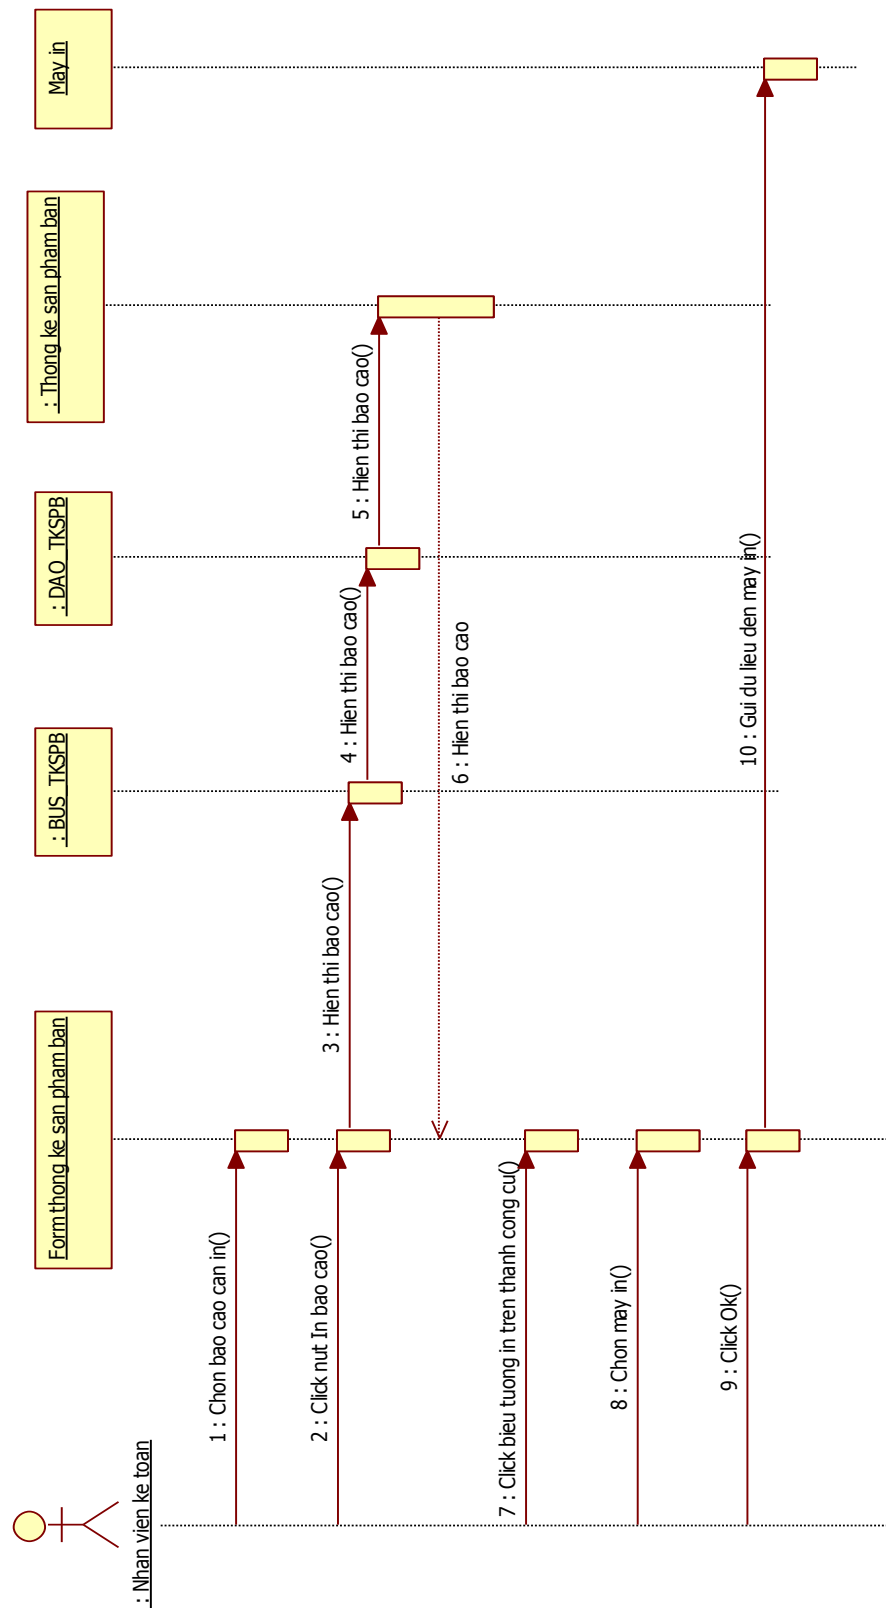 : Nhan vien ke toan
Form thong ke san pham ban
: BUS_TKSPB
: DAO_TKSPB
: Thong ke san pham ban
May in
1 : Chon bao cao can in()
2 : Click nut In bao cao()
3 : Hien thi bao cao()
4 : Hien thi bao cao()
5 : Hien thi bao cao()
6 : Hien thi bao cao
7 : Click bieu tuong in tren thanh cong cu()
8 : Chon may in()
9 : Click Ok()
10 : Gui du lieu den may in()